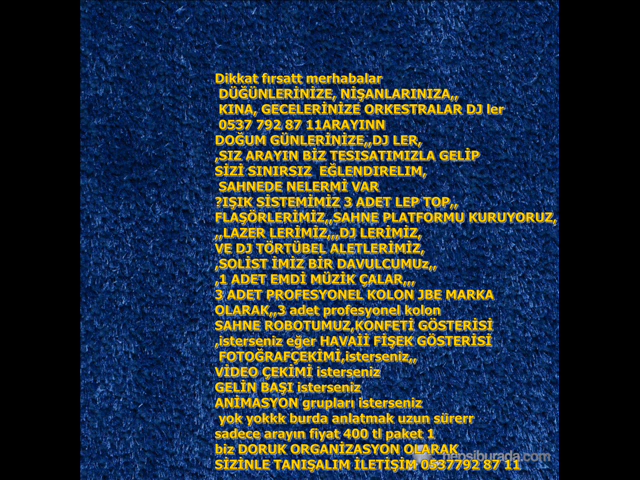 Dikkat fırsatt merhabalar
DÜĞÜNLERİNİZE, NİŞANLARINIZA,,
KINA, GECELERİNİZE ORKESTRALAR DJ ler
0537 792 87 11ARAYINN
DOĞUM GÜNLERİNİZE,,DJ LER,
,SIZ ARAYIN BİZ TESISATIMIZLA GELİP
SİZİ SINIRSIZ EĞLENDIRELIM,
SAHNEDE NELERMİ VAR
?IŞIK SİSTEMİMİZ 3 ADET LEP TOP,,
FLAŞÖRLERİMİZ,,SAHNE PLATFORMU KURUYORUZ,
,,LAZER LERİMİZ,,,DJ LERİMİZ,
VE DJ TÖRTÜBEL ALETLERİMİZ,
,SOLİST İMİZ BİR DAVULCUMUz,,
,1 ADET EMDİ MÜZİK ÇALAR,,,
3 ADET PROFESYONEL KOLON JBE MARKA
OLARAK,,3 adet profesyonel kolon
SAHNE ROBOTUMUZ,KONFETİ GÖSTERİSİ
,isterseniz eğer HAVAİİ FİŞEK GÖSTERİSİ
FOTOĞRAFÇEKİMİ,isterseniz,,
VİDEO ÇEKİMİ isterseniz
GELİN BAŞI isterseniz
ANİMASYON grupları isterseniz
yok yokkk burda anlatmak uzun sürerr
sadece arayın fiyat 400 tl paket 1
biz DORUK ORGANİZASYON OLARAK
hepsiburada.com
SİZİNLE TANIŞALIM İLETİŞİM 0537792 87 11